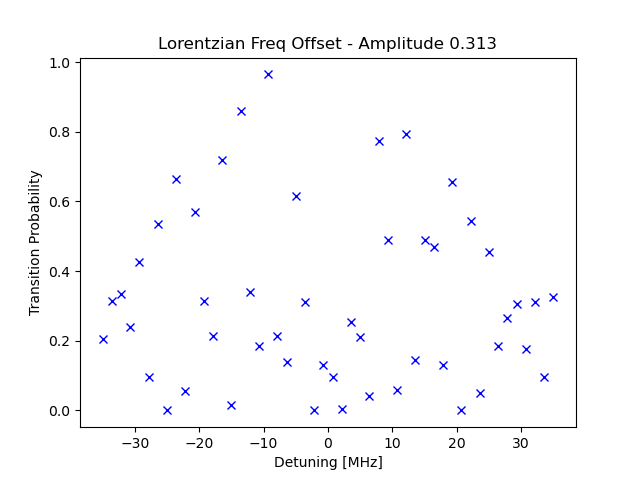 Lorentzian Freq Offset - Amplitude 0.313
1.0
0.8
0.6
0.4
0.2
0.0
Transition Probability
−30 −20 −10 0 10 20 30
Detuning [MHz]